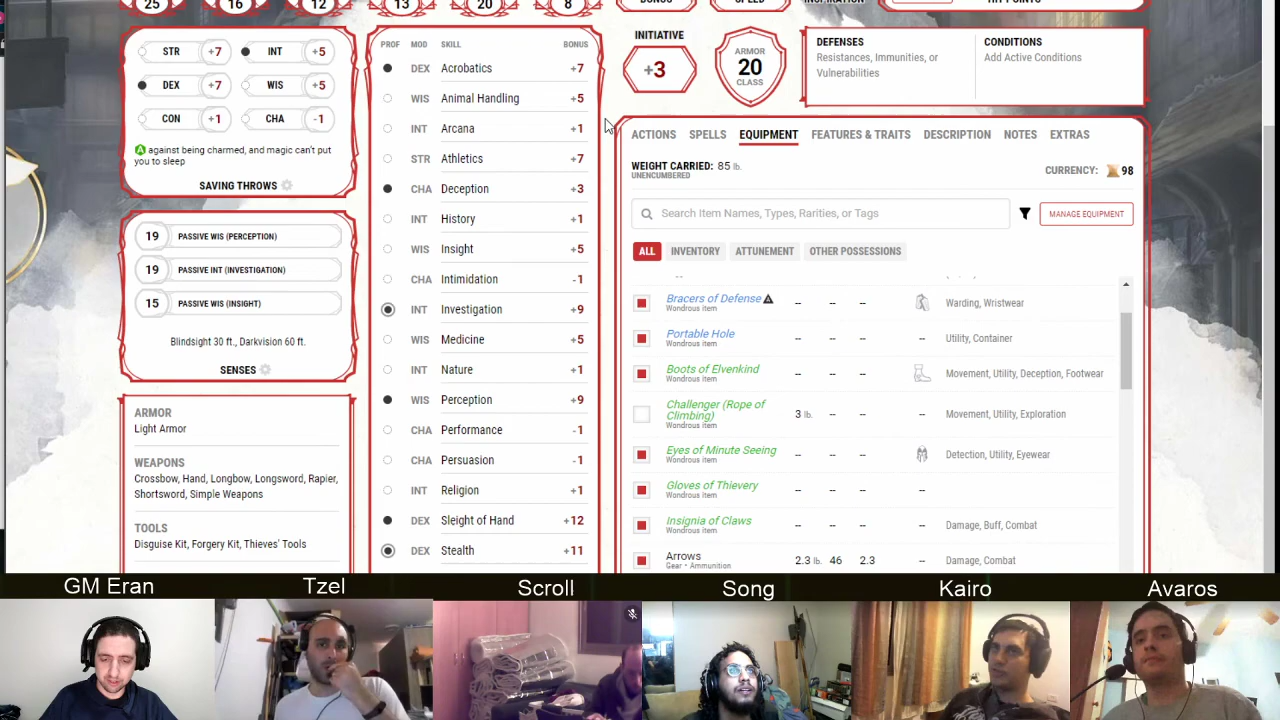 25
16
12
13
20
8
BONUS
SPEED
INSPIRATION
HIT POINTS
STR +7
INT +5
DEX +7
WIS +5
CON +1
CHA -1
A against being charmed, and magic can't put
you to sleep
SAVING THROWS
19 PASSIVE WIS (PERCEPTION)
19 PASSIVE INT (INVESTIGATION)
15 PASSIVE WIS (INSIGHT)
Blindsight 30 ft., Darkvision 60 ft.
SENSES
ARMOR
Light Armor
WEAPONS
Crossbow, Hand, Longbow, Longsword, Rapier,
Shortsword, Simple Weapons
TOOLS
Disguise Kit, Forgery Kit, Thieves' Tools
PROF MOD SKILL BONUS
DEX Acrobatics +7
WIS Animal Handling +5
INT Arcana +1
STR Athletics +7
CHA Deception +3
INT History +1
WIS Insight +5
CHA Intimidation -1
INT Investigation +9
WIS Medicine +5
INT Nature +1
WIS Perception +9
CHA Performance -1
CHA Persuasion -1
INT Religion +1
DEX Sleight of Hand +12
DEX Stealth +11
INITIATIVE
+3
ARMOR
20
CLASS
DEFENSES
Resistances, Immunities, or
Vulnerabilities
CONDITIONS
Add Active Conditions
ACTIONS SPELLS EQUIPMENT FEATURES & TRAITS DESCRIPTION NOTES EXTRAS
WEIGHT CARRIED: 85 lb.
UNENCUMBERED
CURRENCY: 98
Search Item Names, Types, Rarities, or Tags
MANAGE EQUIPMENT
ALL INVENTORY ATTUNEMENT OTHER POSSESSIONS
Bracers of Defense -- -- -- Warding, Wristwear
Wondrous item
Portable Hole -- -- -- -- Utility, Container
Wondrous item
Boots of Elvenkind -- -- -- Movement, Utility, Deception, Footwear
Wondrous item
Challenger (Rope of
Climbing) 3 lb. -- -- -- Movement, Utility, Exploration
Wondrous item
Eyes of Minute Seeing -- -- -- Detection, Utility, Eyewear
Wondrous item
Gloves of Thievery -- -- -- --
Wondrous item
Insignia of Claws -- -- -- -- Damage, Buff, Combat
Wondrous item
Arrows 2.3 lb. 46 2.3 -- Damage, Combat
Gear • Ammunition
GM Eran
Tzel
Scroll
Song
Kairo
Avaros